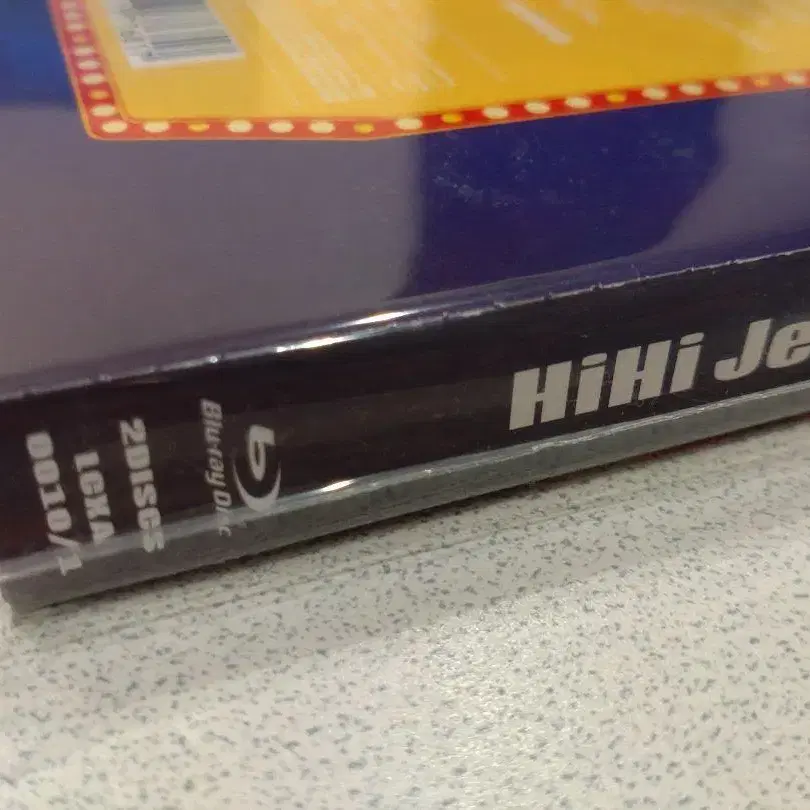 HiHi Je
b
Blu-ray Disc
2DISCS
LCXA
0010/1